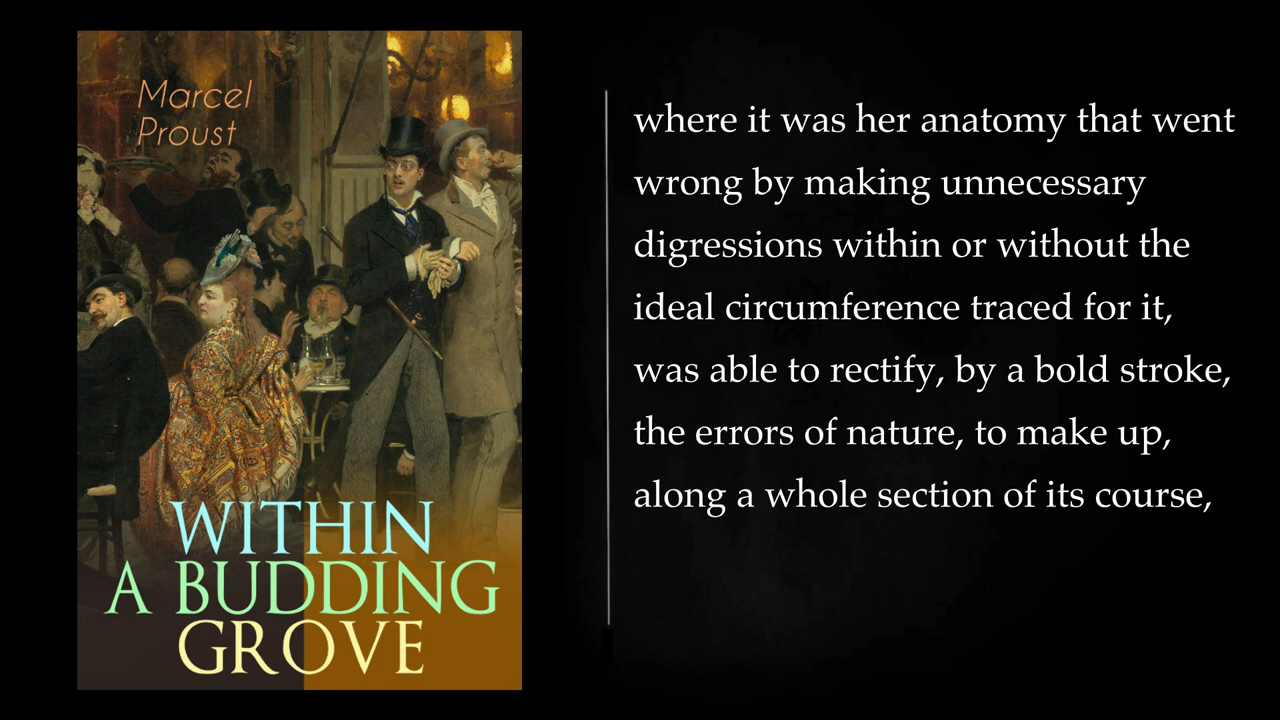 Marcel
Proust
WITHIN
A BUDDING
GROVE
where it was her anatomy that went
wrong by making unnecessary
digressions within or without the
ideal circumference traced for it,
was able to rectify, by a bold stroke,
the errors of nature, to make up,
along a whole section of its course,